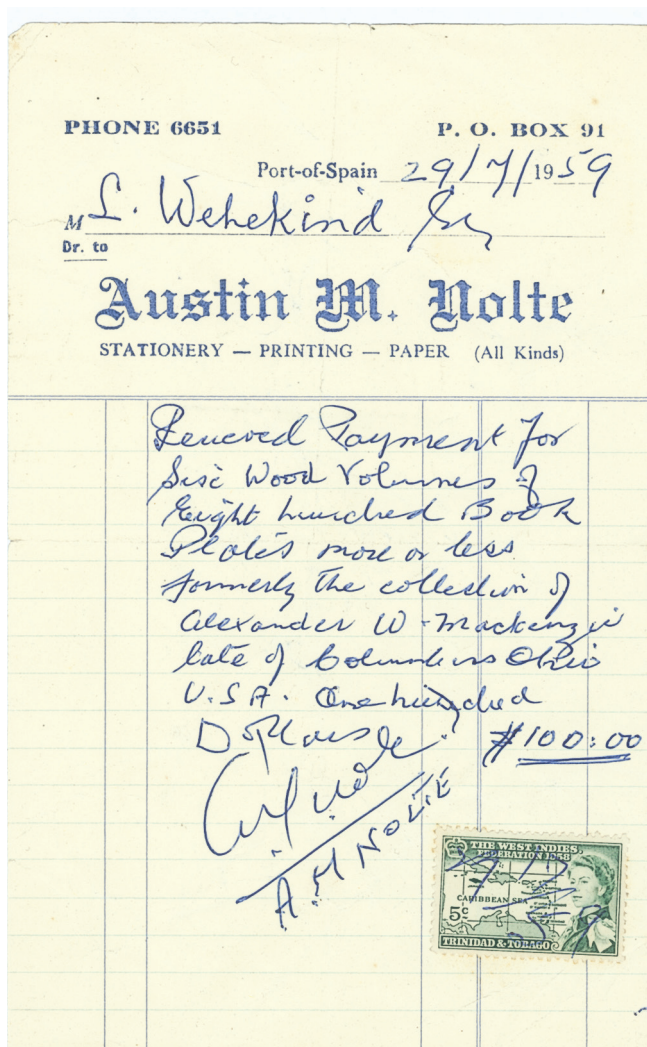 PHONE 6651 P. O. BOX 91
Port-of-Spain 29/7/1959
M L. Wehekind Esq
Dr. to
Austin M. Nolte
STATIONERY — PRINTING — PAPER (All Kinds)
Received Payment for
Wood Volumes of
Eight hundred Book
Plates more or less
formerly the collection of
Alexander W. Mackenzie
late of Columbus Ohio
U.S.A. One hundred
Dollars $100:00
A.M. Nolte
A.M NOLTE
THE WEST INDIES
FEDERATION 1958
CARIBBEAN SEA
5c
TRINIDAD & TOBAGO